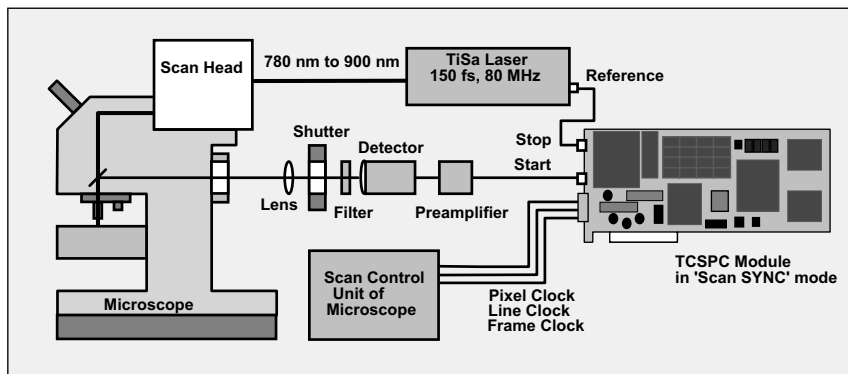 Scan Head
780 nm to 900 nm
TiSa Laser
150 fs, 80 MHz
Reference
Shutter
Detector
Stop
Start
Lens
Filter
Preamplifier
TCSPC Module
in 'Scan SYNC' mode
Scan Control
Unit of
Microscope
Pixel Clock
Line Clock
Frame Clock
Microscope